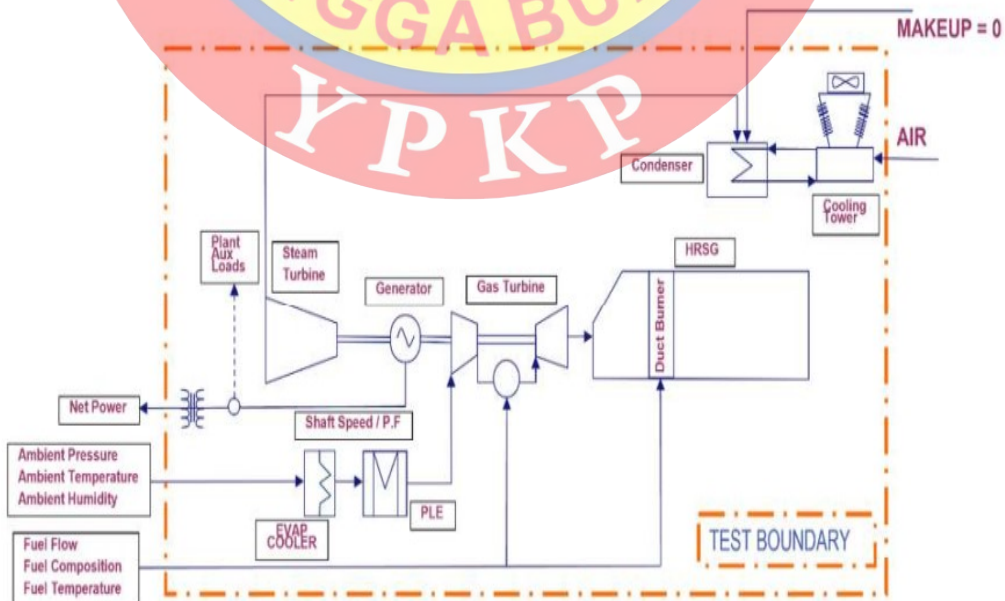 NGGA BU
YPKP
MAKEUP = 0
AIR
Condenser
Cooling
Tower
Plant
Aux
Loads
Steam
Turbine
Generator
Gas Turbine
HRSG
Duct Burner
Net Power
Shaft Speed / P.F
Ambient Pressure
Ambient Temperature
Ambient Humidity
EVAP
COOLER
PLE
TEST BOUNDARY
Fuel Flow
Fuel Composition
Fuel Temperature